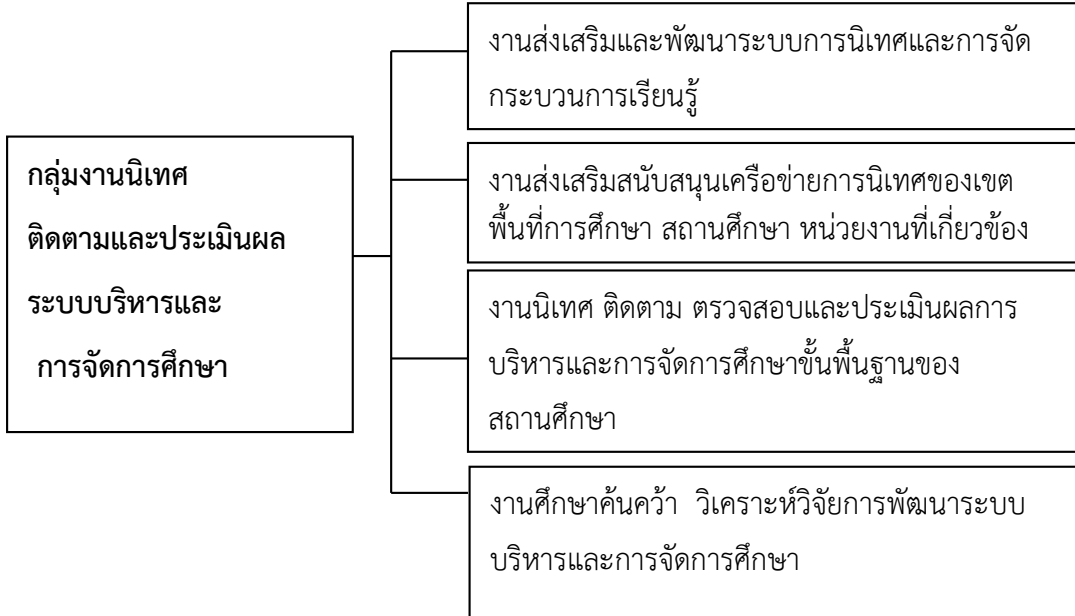 กลุ่มงานนิเทศ
ติดตามและประเมินผล
ระบบบริหารและ
การจัดการศึกษา
งานส่งเสริมและพัฒนาระบบการนิเทศและการจัด
กระบวนการเรียนรู้
งานส่งเสริมสนับสนุนเครือข่ายการนิเทศของเขต
พื้นที่การศึกษา สถานศึกษา หน่วยงานที่เกี่ยวข้อง
งานนิเทศ ติดตาม ตรวจสอบและประเมินผลการ
บริหารและการจัดการศึกษาขั้นพื้นฐานของ
สถานศึกษา
งานศึกษาค้นคว้า วิเคราะห์วิจัยการพัฒนาระบบ
บริหารและการจัดการศึกษา